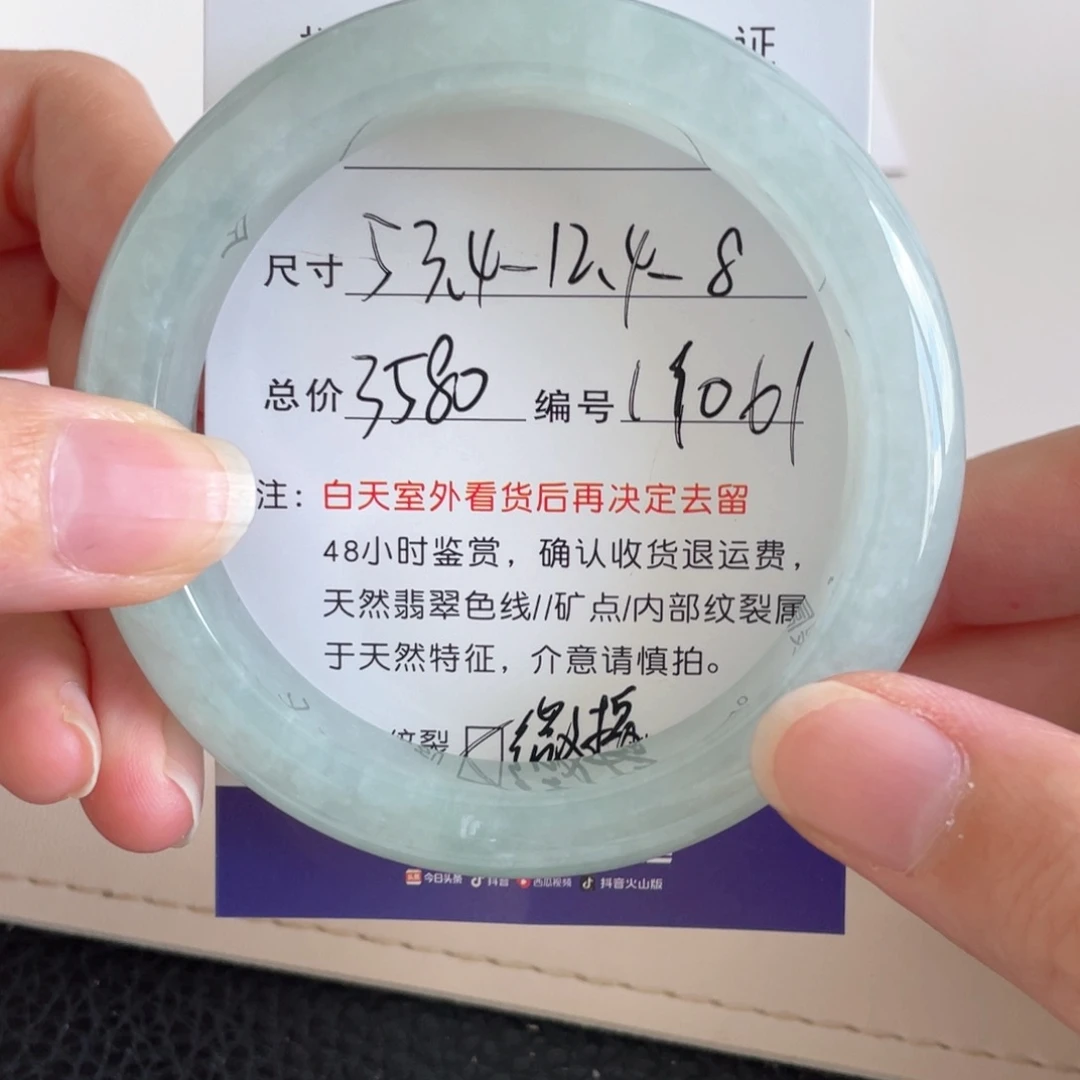 证
尺寸 53.4-12.4-8
总价 3580 编号 11061
注：白天室外看货后再决定去留
48小时鉴赏，确认收货退运费，
天然翡翠色线//矿点/内部纹裂属
于天然特征，介意请慎拍。
纹裂
今日头条 抖音 西瓜视频 抖音火山版